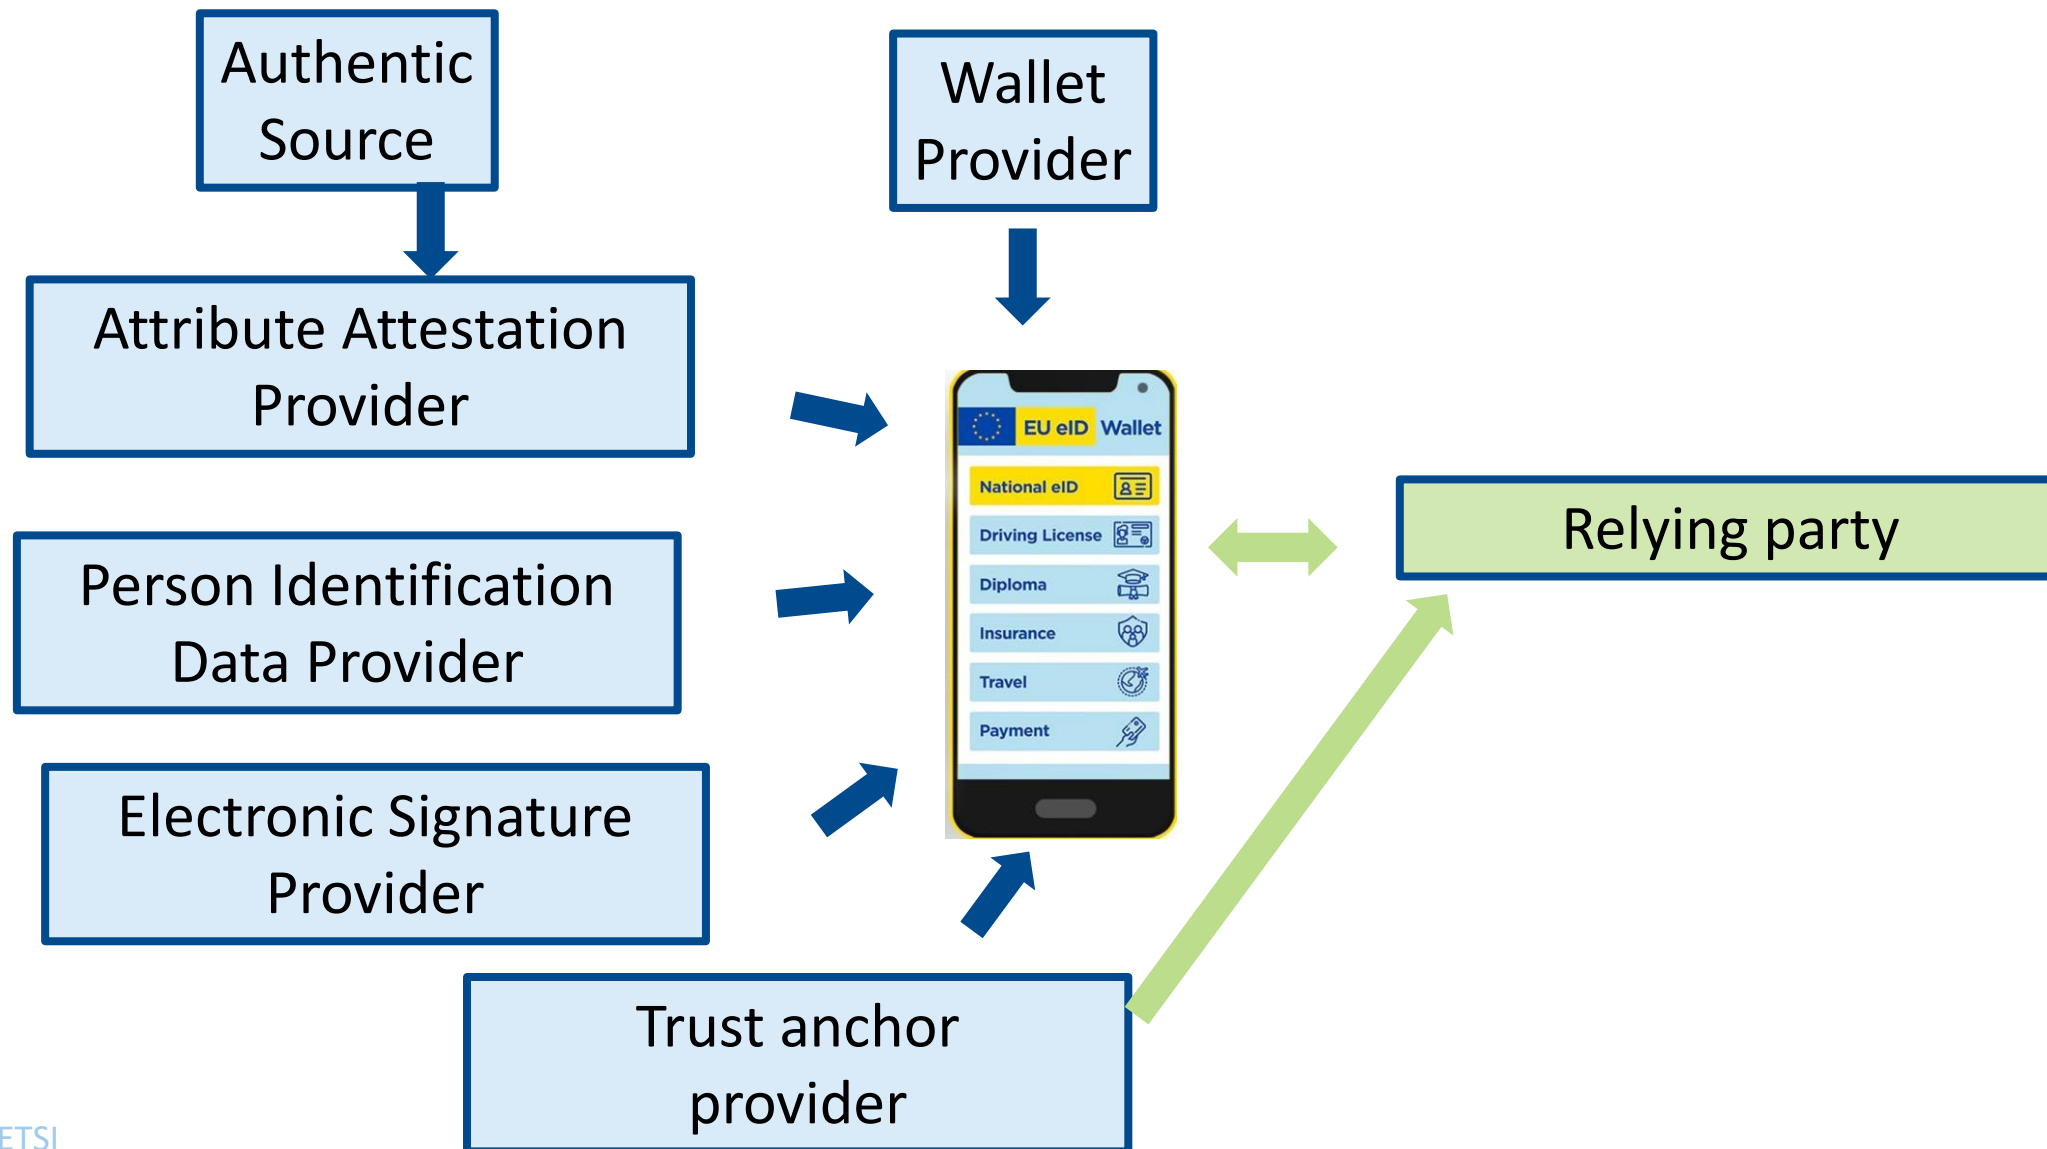 Authentic
Source
Wallet
Provider
Attribute Attestation
Provider
Person Identification
Data Provider
Electronic Signature
Provider
Trust anchor
provider
EU eID Wallet
National eID
Driving License
Diploma
Insurance
Travel
Payment
Relying party
ETSI